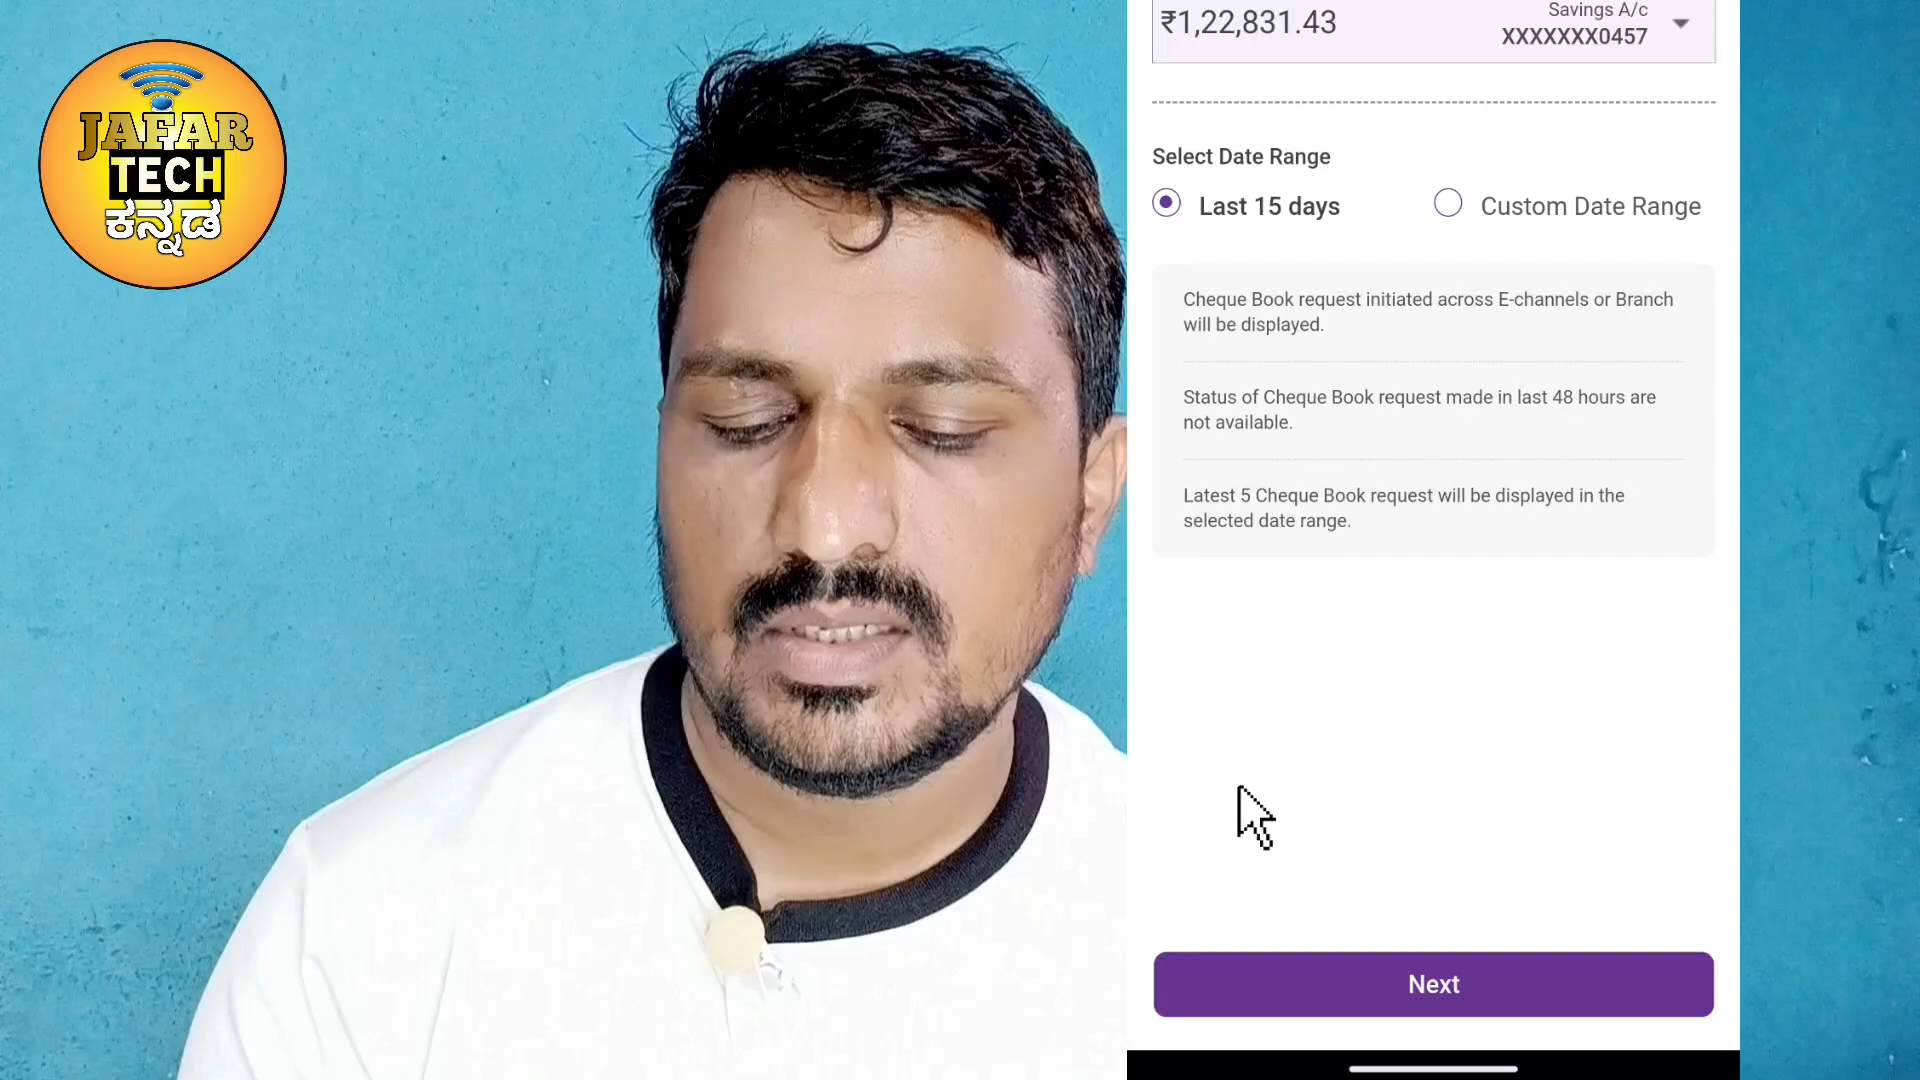 JAFAR
TECH
ಕನ್ನಡ
₹1,22,831.43
Savings A/c
XXXXXXX0457
Select Date Range
Last 15 days
Custom Date Range
Cheque Book request initiated across E-channels or Branch
will be displayed.
Status of Cheque Book request made in last 48 hours are
not available.
Latest 5 Cheque Book request will be displayed in the
selected date range.
Next